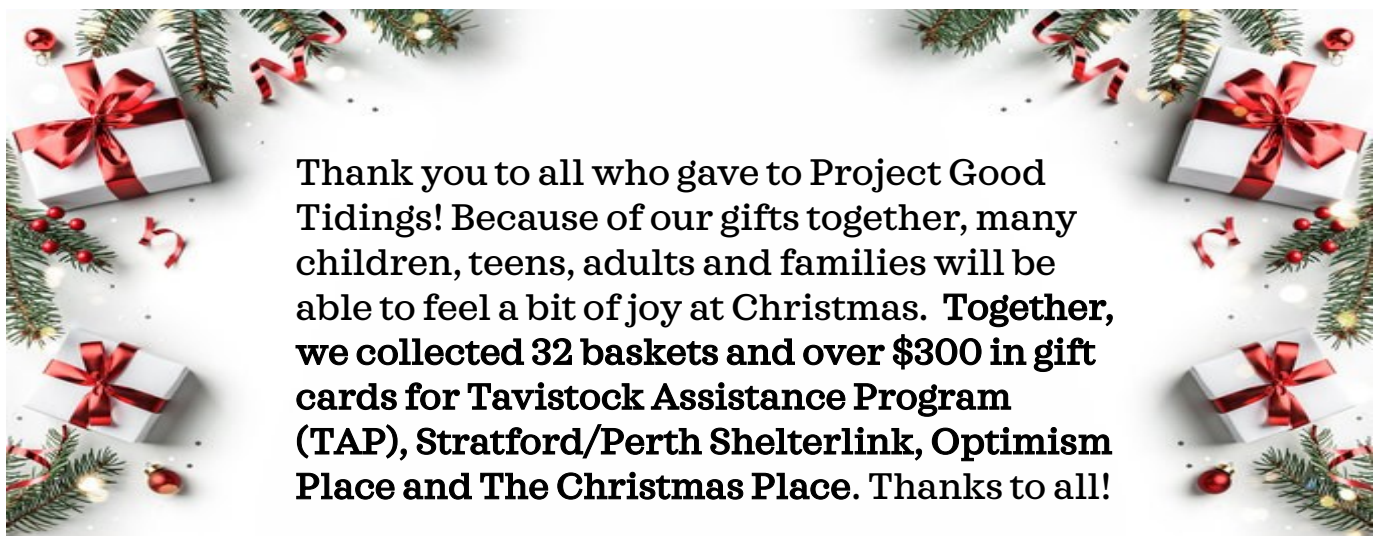 Thank you to all who gave to Project Good
Tidings! Because of our gifts together, many
children, teens, adults and families will be
able to feel a bit of joy at Christmas. Together,
we collected 32 baskets and over $300 in gift
cards for Tavistock Assistance Program
(TAP), Stratford/Perth Shelterlink, Optimism
Place and The Christmas Place. Thanks to all!